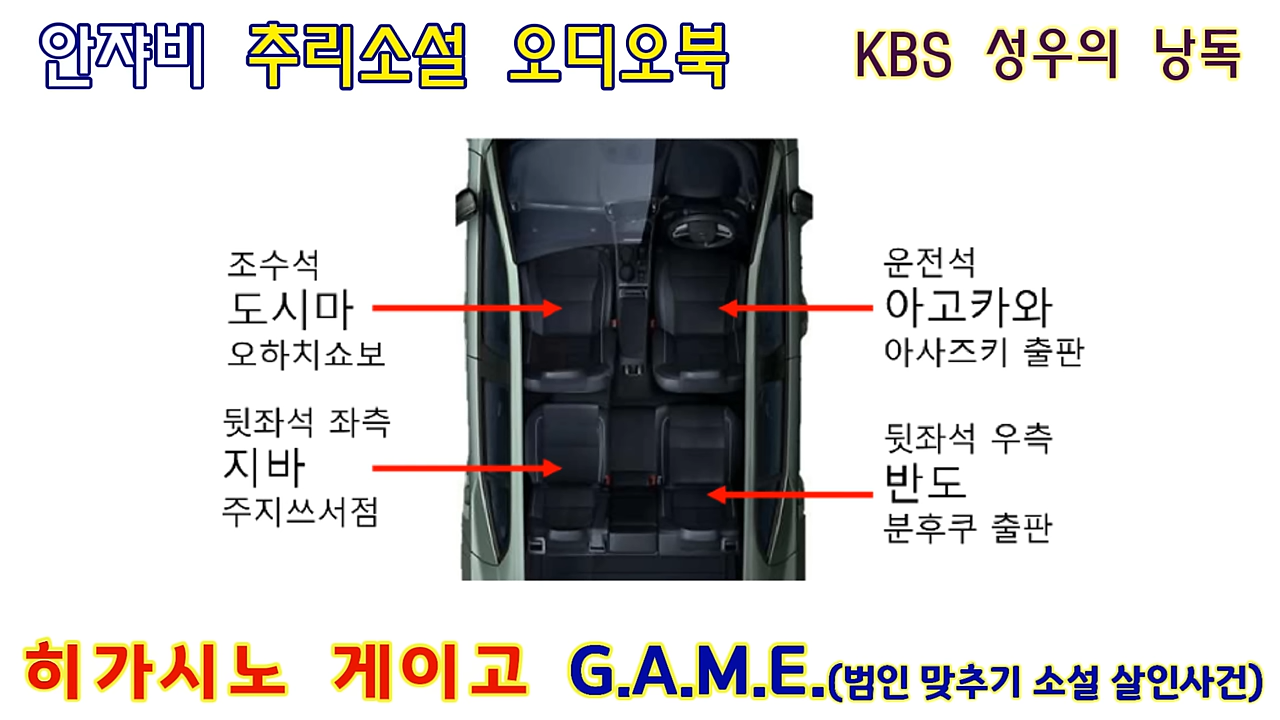 안쟈비 추리소설 오디오북
KBS 성우의 낭독
조수석
도시마
오하치쇼보
운전석
아고카와
아사즈키 출판
뒷좌석 좌측
지바
주지쓰서점
뒷좌석 우측
반도
분후쿠 출판
히가시노 게이고 G.A.M.E.(범인 맞추기 소설 살인사건)